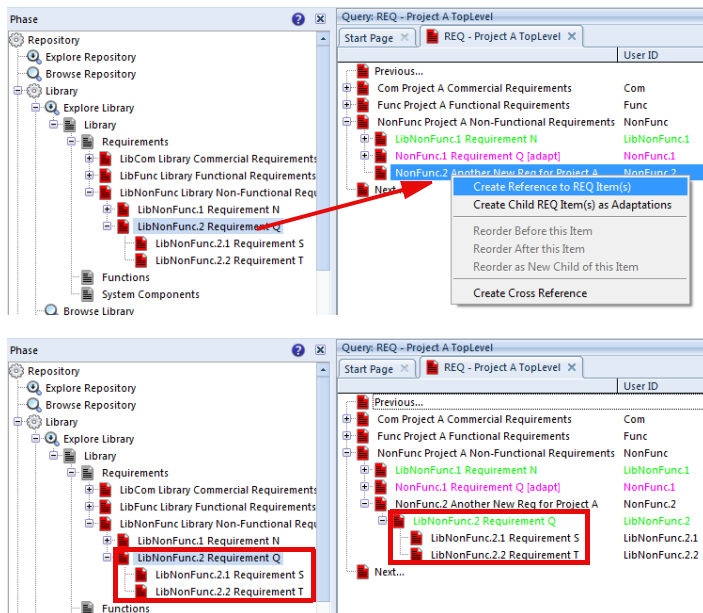 Phase
Repository
Explore Repository
Browse Repository
Library
Explore Library
Library
Requirements
LibCom Library Commercial Requirements
LibFunc Library Functional Requirements
LibNonFunc Library Non-Functional Requ
LibNonFunc.1 Requirement N
LibNonFunc.2 Requirement Q
LibNonFunc.2.1 Requirement S
LibNonFunc.2.2 Requirement T
Functions
System Components
Browse Library
Query: REQ - Project A TopLevel
Start Page
REQ - Project A TopLevel
User ID
Previous...
Com Project A Commercial Requirements Com
Func Project A Functional Requirements Func
NonFunc Project A Non-Functional Requirements NonFunc
LibNonFunc.1 Requirement N LibNonFunc.1
NonFunc.1 Requirement Q [adapt] NonFunc.1
NonFunc.2 Another New Req for Project A NonFunc.2
Next...
Create Reference to REQ Item(s)
Create Child REQ Item(s) as Adaptations
Reorder Before this Item
Reorder After this Item
Reorder as New Child of this Item
Create Cross Reference
Phase
Repository
Explore Repository
Browse Repository
Library
Explore Library
Library
Requirements
LibCom Library Commercial Requirements
LibFunc Library Functional Requirements
LibNonFunc Library Non-Functional Requ
LibNonFunc.1 Requirement N
LibNonFunc.2 Requirement Q
LibNonFunc.2.1 Requirement S
LibNonFunc.2.2 Requirement T
Functions
Query: REQ - Project A TopLevel
Start Page
REQ - Project A TopLevel
User ID
Previous...
Com Project A Commercial Requirements Com
Func Project A Functional Requirements Func
NonFunc Project A Non-Functional Requirements NonFunc
LibNonFunc.1 Requirement N LibNonFunc.1
NonFunc.1 Requirement Q [adapt] NonFunc.1
NonFunc.2 Another New Req for Project A NonFunc.2
LibNonFunc.2 Requirement Q LibNonFunc.2
LibNonFunc.2.1 Requirement S LibNonFunc.2.1
LibNonFunc.2.2 Requirement T LibNonFunc.2.2
Next...